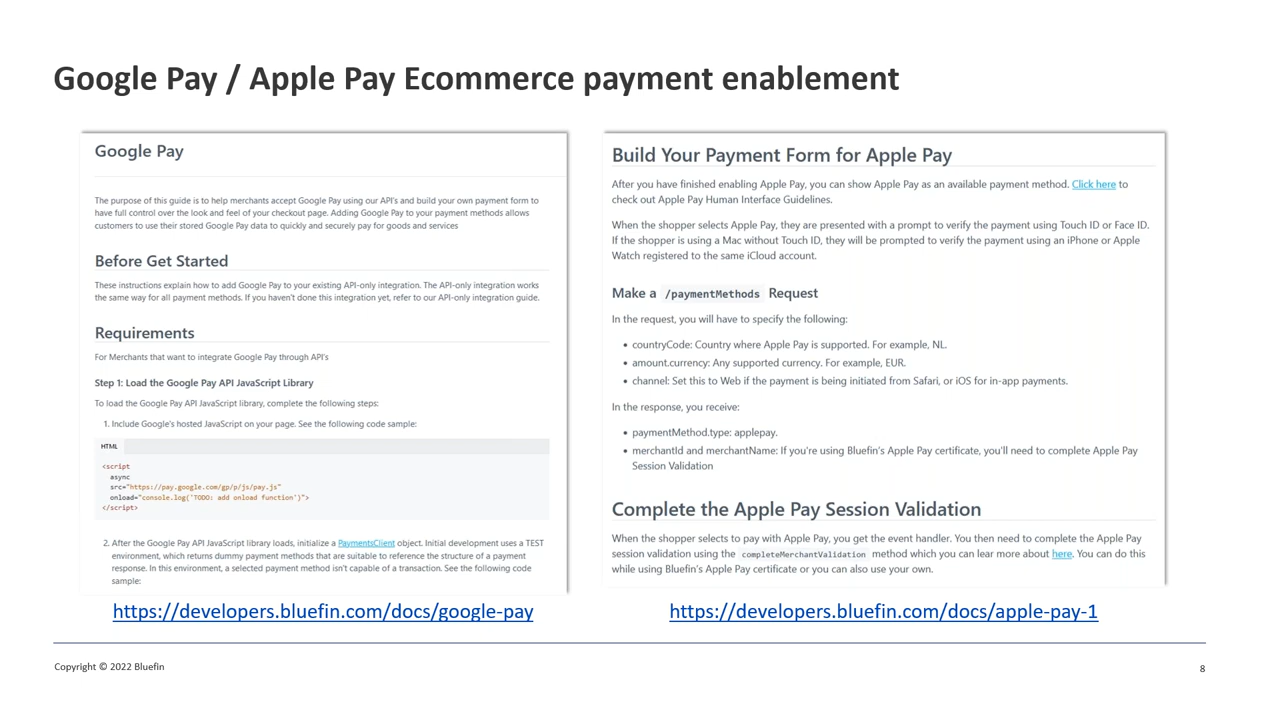 Google Pay / Apple Pay Ecommerce payment enablement
Google Pay
The purpose of this guide is to help merchants accept Google Pay using our API's and build your own payment form to
have full control over the look and feel of your checkout page. Adding Google Pay to your payment methods allows
customers to use their stored Google Pay data to quickly and securely pay for goods and services
Before Get Started
These instructions explain how to add Google Pay to your existing API-only integration. The API-only integration works
the same way for all payment methods. If you haven't done this integration yet, refer to our API-only integration guide.
Requirements
For Merchants that want to integrate Google Pay through API's
Step 1: Load the Google Pay API JavaScript Library
To load the Google Pay API JavaScript library, complete the following steps:
1. Include Google's hosted JavaScript on your page. See the following code sample:
HTML
<script
async
src="https://pay.google.com/gp/p/js/pay.js"
onload="console.log('TODO: add onload function')">
</script>
2. After the Google Pay API JavaScript library loads, initialize a PaymentsClient object. Initial development uses a TEST
environment, which returns dummy payment methods that are suitable to reference the structure of a payment
response. In this environment, a selected payment method isn't capable of a transaction. See the following code
sample:
https://developers.bluefin.com/docs/google-pay
Build Your Payment Form for Apple Pay
After you have finished enabling Apple Pay, you can show Apple Pay as an available payment method. Click here to
check out Apple Pay Human Interface Guidelines.
When the shopper selects Apple Pay, they are presented with a prompt to verify the payment using Touch ID or Face ID.
If the shopper is using a Mac without Touch ID, they will be prompted to verify the payment using an iPhone or Apple
Watch registered to the same iCloud account.
Make a /paymentMethods Request
In the request, you will have to specify the following:
• countryCode: Country where Apple Pay is supported. For example, NL.
• amount.currency: Any supported currency. For example, EUR.
• channel: Set this to Web if the payment is being initiated from Safari, or iOS for in-app payments.
In the response, you receive:
• paymentMethod.type: applepay.
• merchantId and merchantName: If you're using Bluefin's Apple Pay certificate, you'll need to complete Apple Pay
Session Validation
Complete the Apple Pay Session Validation
When the shopper selects to pay with Apple Pay, you get the event handler. You then need to complete the Apple Pay
session validation using the completeMerchantValidation method which you can lear more about here. You can do this
while using Bluefin's Apple Pay certificate or you can also use your own.
https://developers.bluefin.com/docs/apple-pay-1
Copyright © 2022 Bluefin
8